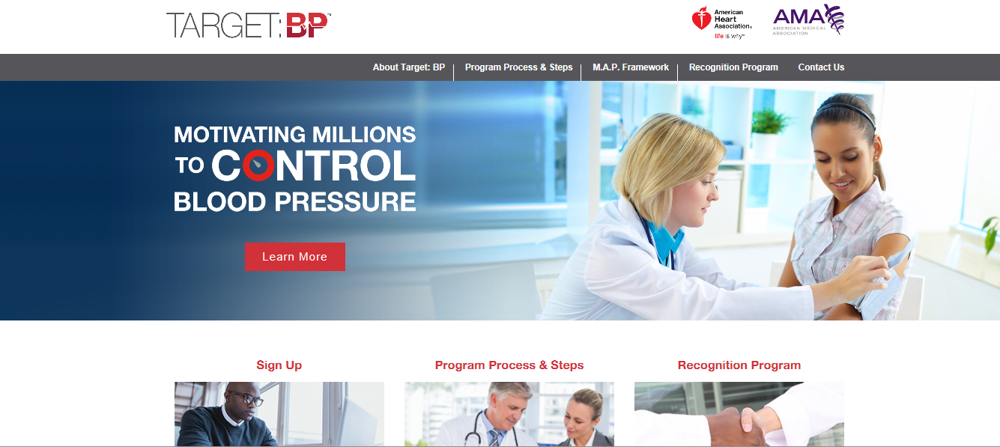 TARGET:BP™
American
Heart
Association®
life is why™
AMA
AMERICAN MEDICAL
ASSOCIATION
About Target: BP
Program Process & Steps
M.A.P. Framework
Recognition Program
Contact Us
MOTIVATING MILLIONS
TO CONTROL
BLOOD PRESSURE
Learn More
Sign Up
Program Process & Steps
Recognition Program